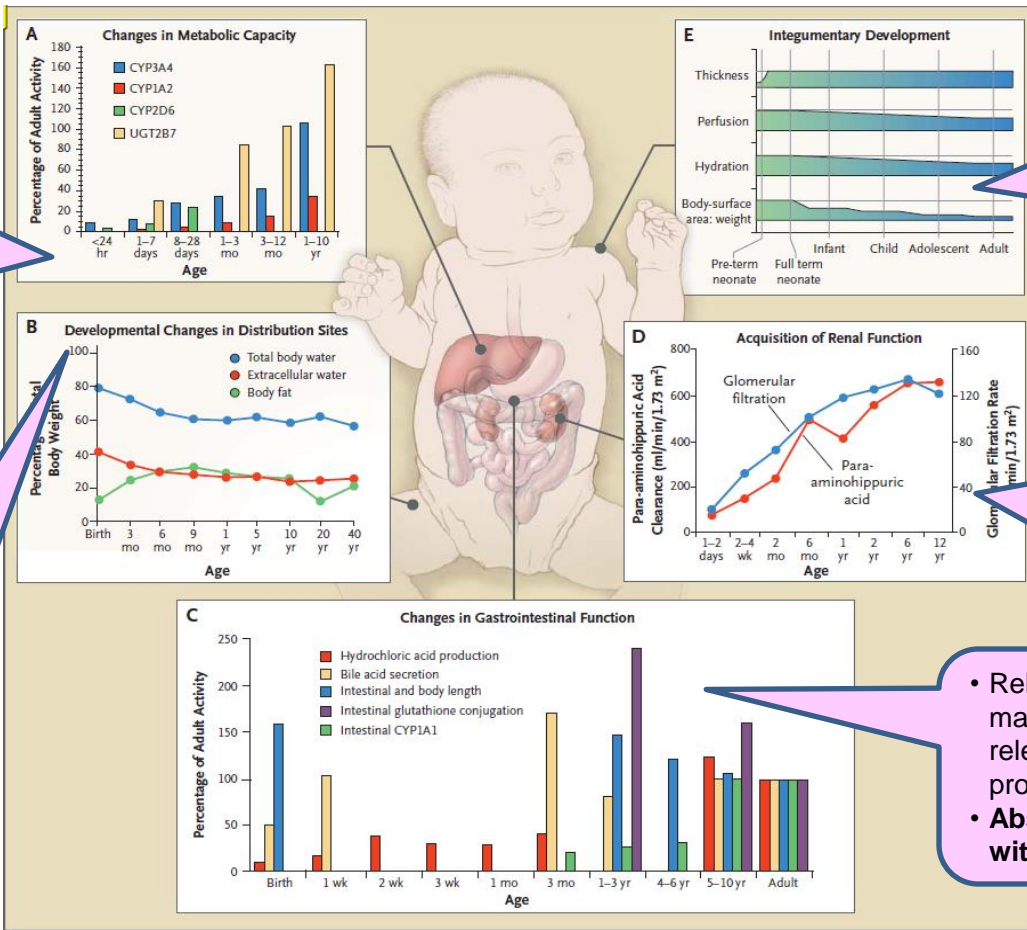 A
Changes in Metabolic Capacity
Percentage of Adult Activity
180
160
140
120
100
80
60
40
20
0
CYP3A4
CYP1A2
CYP2D6
UGT2B7
<24 1–7 8–28 1–3 3–12 1–10
hr days days mo mo yr
Age
E
Integumentary Development
Thickness
Perfusion
Hydration
Body-surface
area: weight
Infant Child Adolescent Adult
Pre-term Full term
neonate neonate
B
Developmental Changes in Distribution Sites
Body Weight
100
80
60
40
20
0
Total body water
Extracellular water
Body fat
Birth 3 6 9 1 5 10 20 40
mo mo mo yr yr yr yr yr
Age
D
Acquisition of Renal Function
Para-aminohippuric Acid
Clearance (ml/min/1.73 m²)
800
600
400
200
0
Glomerular
filtration
Para-
aminohippuric
acid
160
120
80
40
0
Filtration Rate
min/1.73 m²)
1–2 2–4 2 6 1 2 6 12
days wk mo mo yr yr yr yr
Age
C
Changes in Gastrointestinal Function
Percentage of Adult Activity
250
200
150
100
50
0
Hydrochloric acid production
Bile acid secretion
Intestinal and body length
Intestinal glutathione conjugation
Intestinal CYP1A1
Birth 1 wk 2 wk 3 wk 1 mo 3 mo 1–3 yr 4–6 yr 5–10 yr Adult
Age